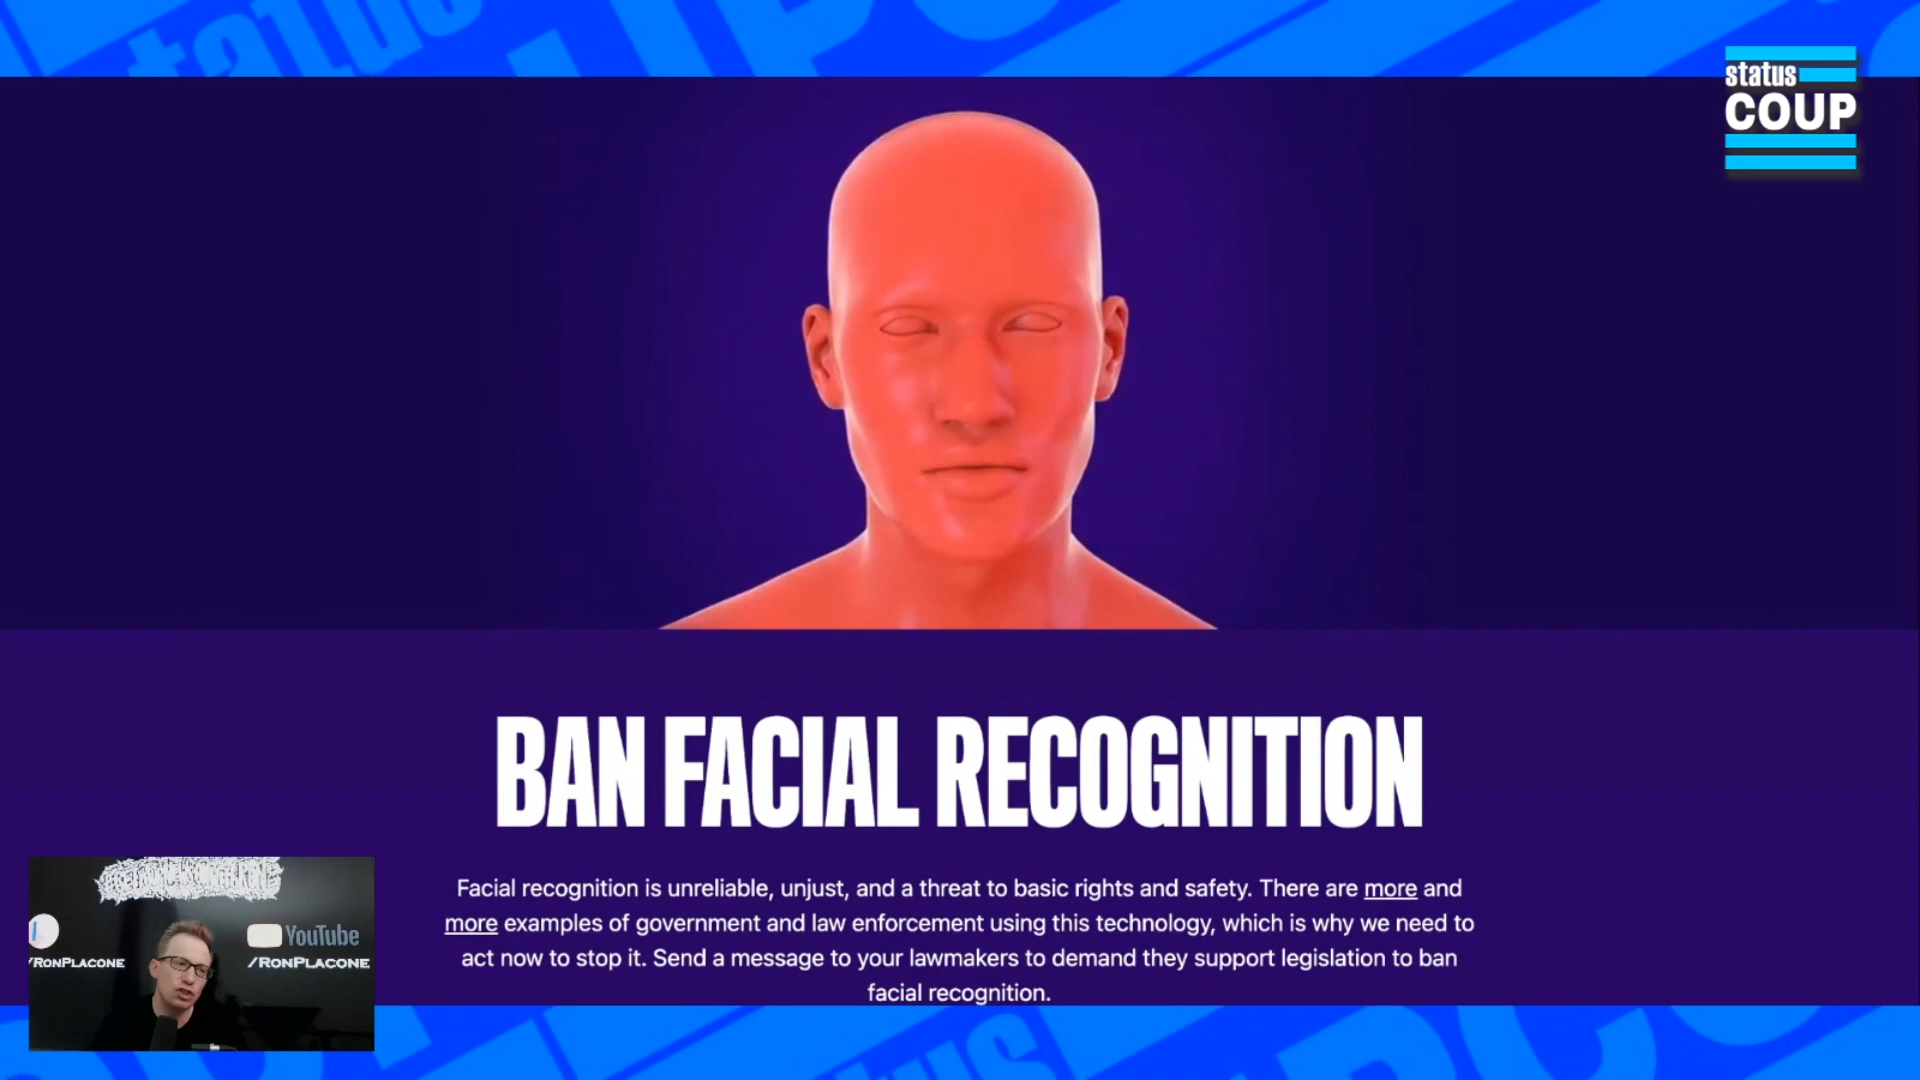 status
COUP
BAN FACIAL RECOGNITION
Facial recognition is unreliable, unjust, and a threat to basic rights and safety. There are more and
more examples of government and law enforcement using this technology, which is why we need to
act now to stop it. Send a message to your lawmakers to demand they support legislation to ban
facial recognition.
YouTube
/RONPLACONE
/RONPLACONE